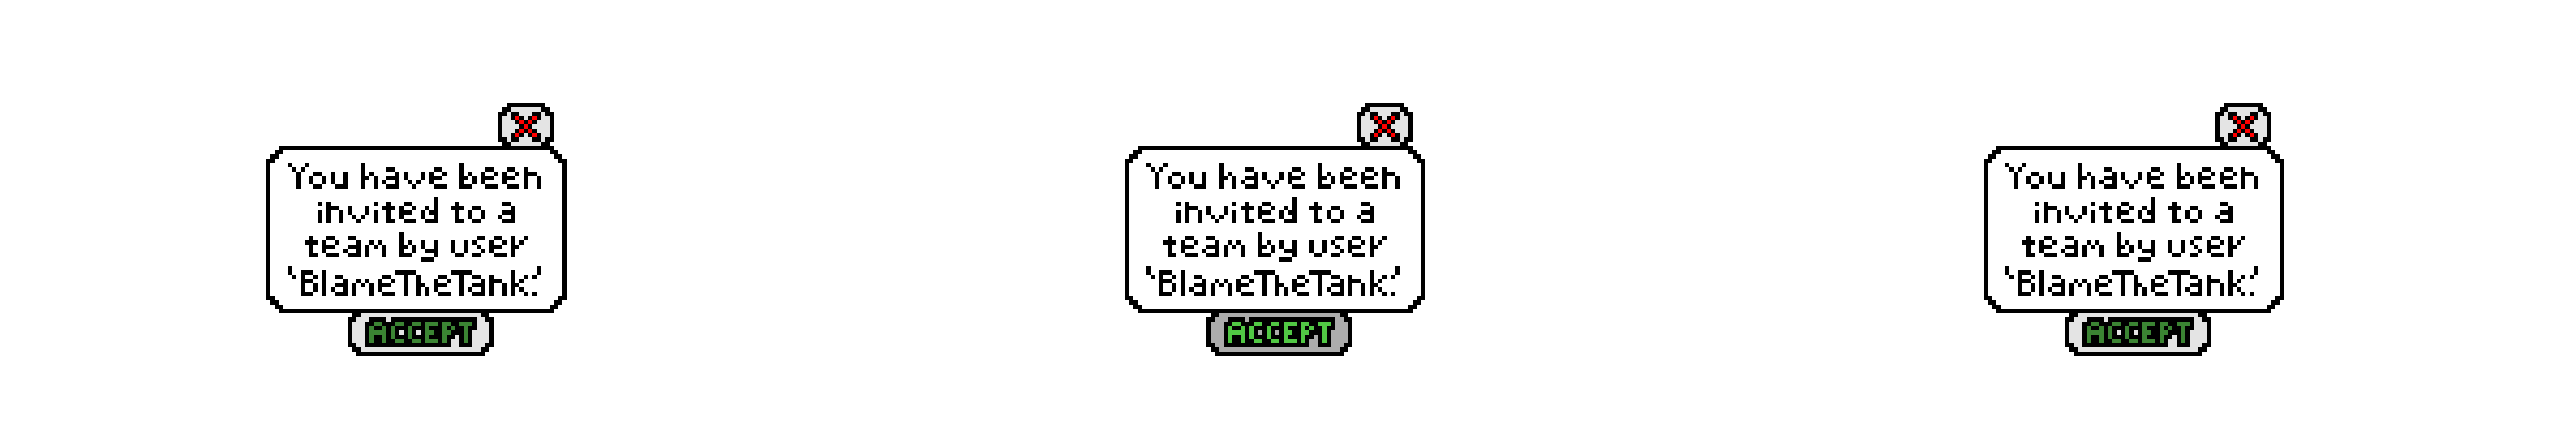 You have been
invited to a
team by user
'BlameTheTank.'
ACCEPT
You have been
invited to a
team by user
'BlameTheTank.'
ACCEPT
You have been
invited to a
team by user
'BlameTheTank.'
ACCEPT